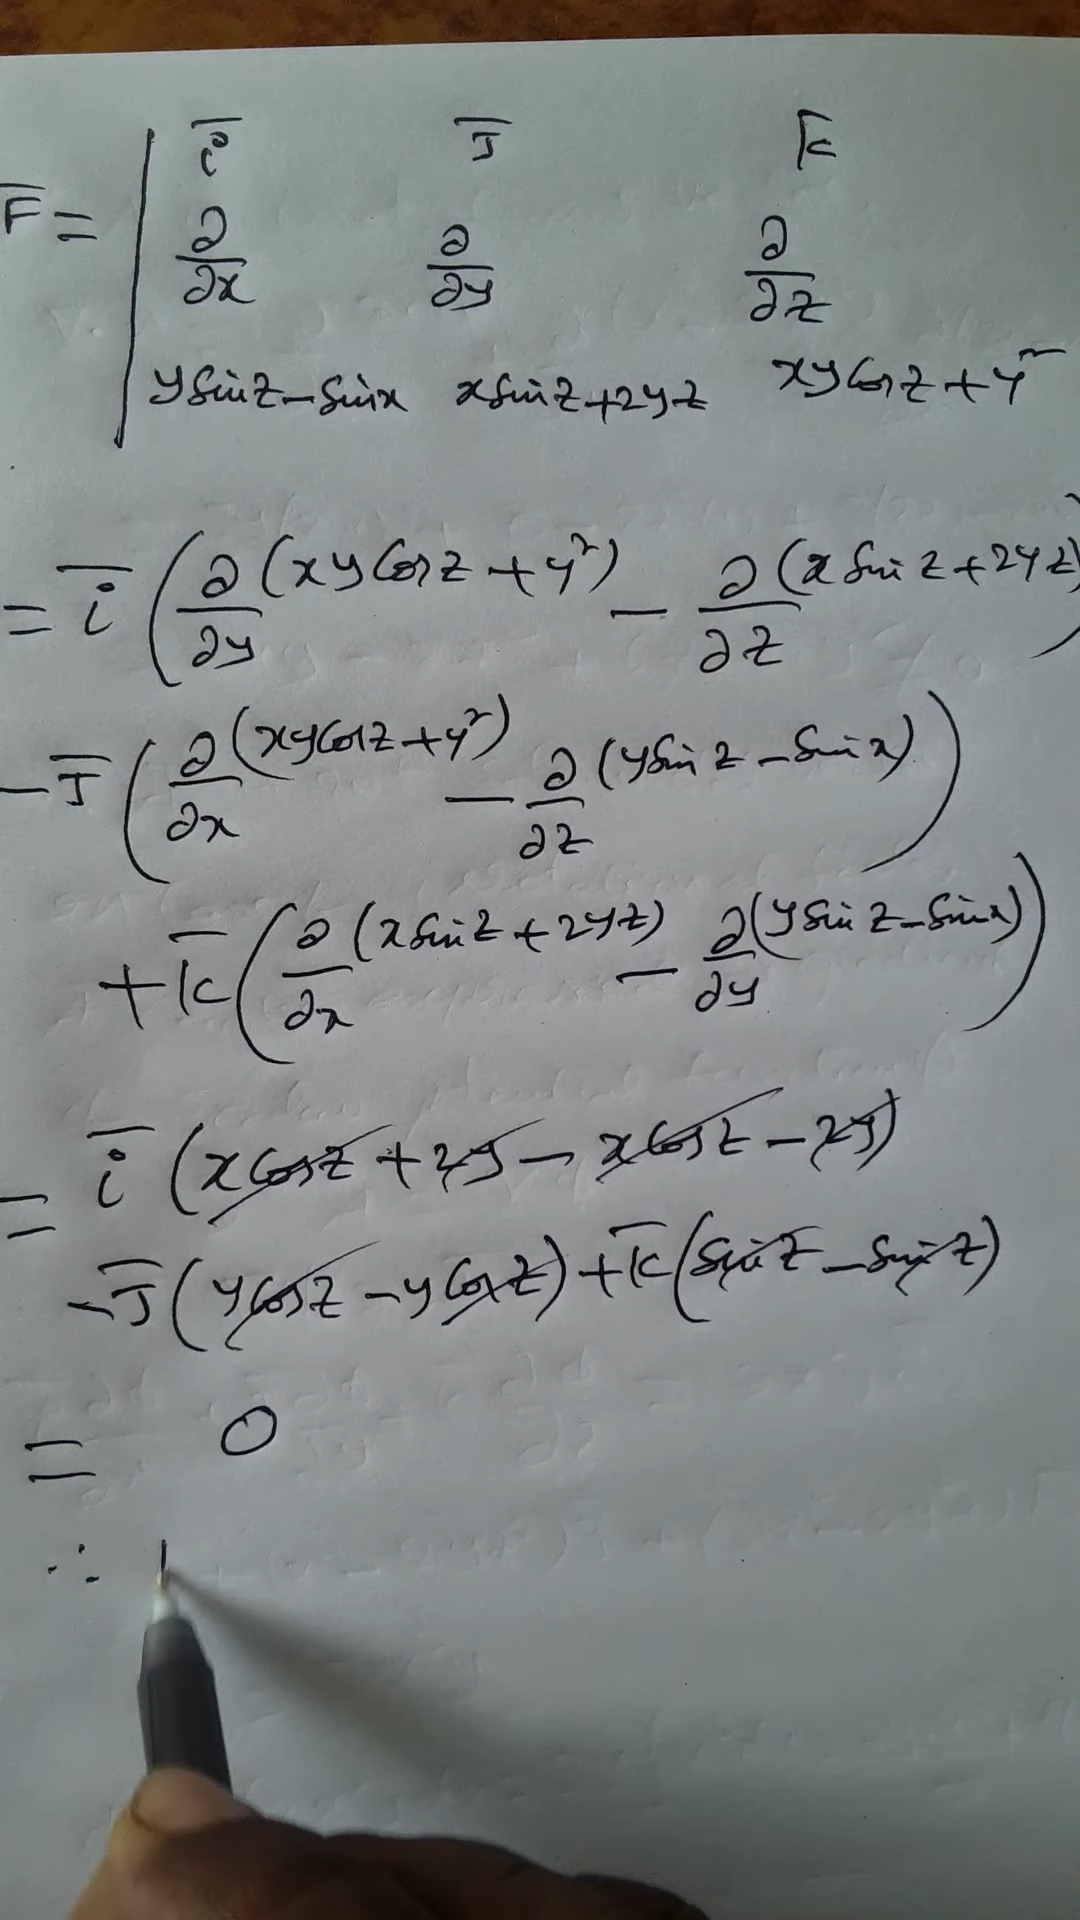 i̅ J̅ k̅
F̅ = | ∂/∂x ∂/∂y ∂/∂z
y sin z - sin x x sin z + 2yz xy cos z + y²
= i̅ ( ∂/∂y (xy cos z + y²) - ∂/∂z (x sin z + 2yz) )
- J̅ ( ∂/∂x (xy cos z + y²) - ∂/∂z (y sin z - sin x) )
+ k̅ ( ∂/∂x (x sin z + 2yz) - ∂/∂y (y sin z - sin x) )
= i̅ (x cos z + 2y - x cos z - 2y)
- J̅ (y cos z - y cos z) + k̅ (sin z - sin z)
= 0
∴